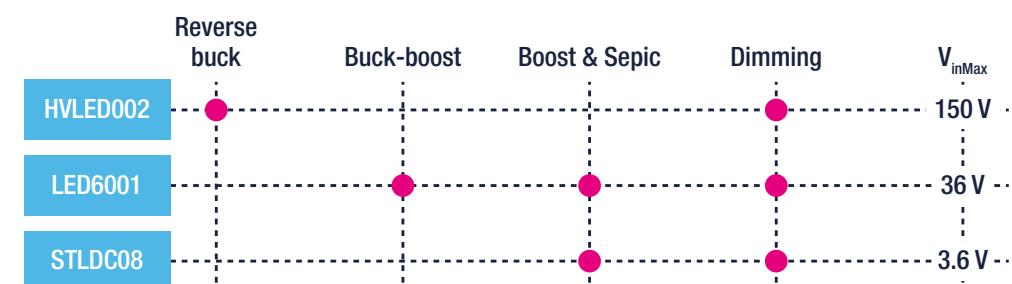 Reverse
buck
Buck-boost
Boost & Sepic
Dimming
VinMax
HVLED002
150 V
LED6001
36 V
STLDC08
3.6 V